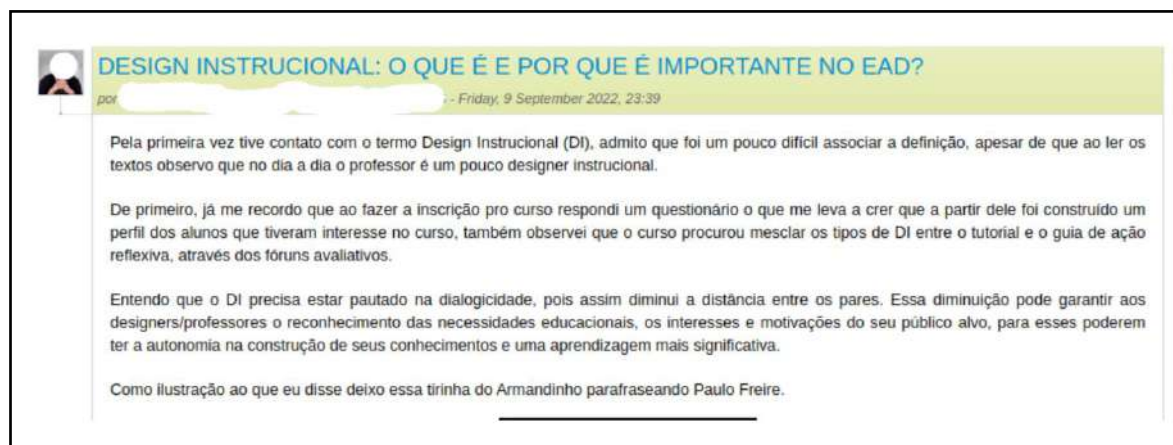 DESIGN INSTRUCIONAL: O QUE É E POR QUE É IMPORTANTE NO EAD?
por - Friday, 9 September 2022, 23:39
Pela primeira vez tive contato com o termo Design Instrucional (DI), admito que foi um pouco difícil associar a definição, apesar de que ao ler os
textos observo que no dia a dia o professor é um pouco designer instrucional.
De primeiro, já me recordo que ao fazer a inscrição pro curso respondi um questionário o que me leva a crer que a partir dele foi construído um
perfil dos alunos que tiveram interesse no curso, também observei que o curso procurou mesclar os tipos de DI entre o tutorial e o guia de ação
reflexiva, através dos fóruns avaliativos.
Entendo que o DI precisa estar pautado na dialogicidade, pois assim diminui a distância entre os pares. Essa diminuição pode garantir aos
designers/professores o reconhecimento das necessidades educacionais, os interesses e motivações do seu público alvo, para esses poderem
ter a autonomia na construção de seus conhecimentos e uma aprendizagem mais significativa.
Como ilustração ao que eu disse deixo essa tirinha do Armandinho parafraseando Paulo Freire.